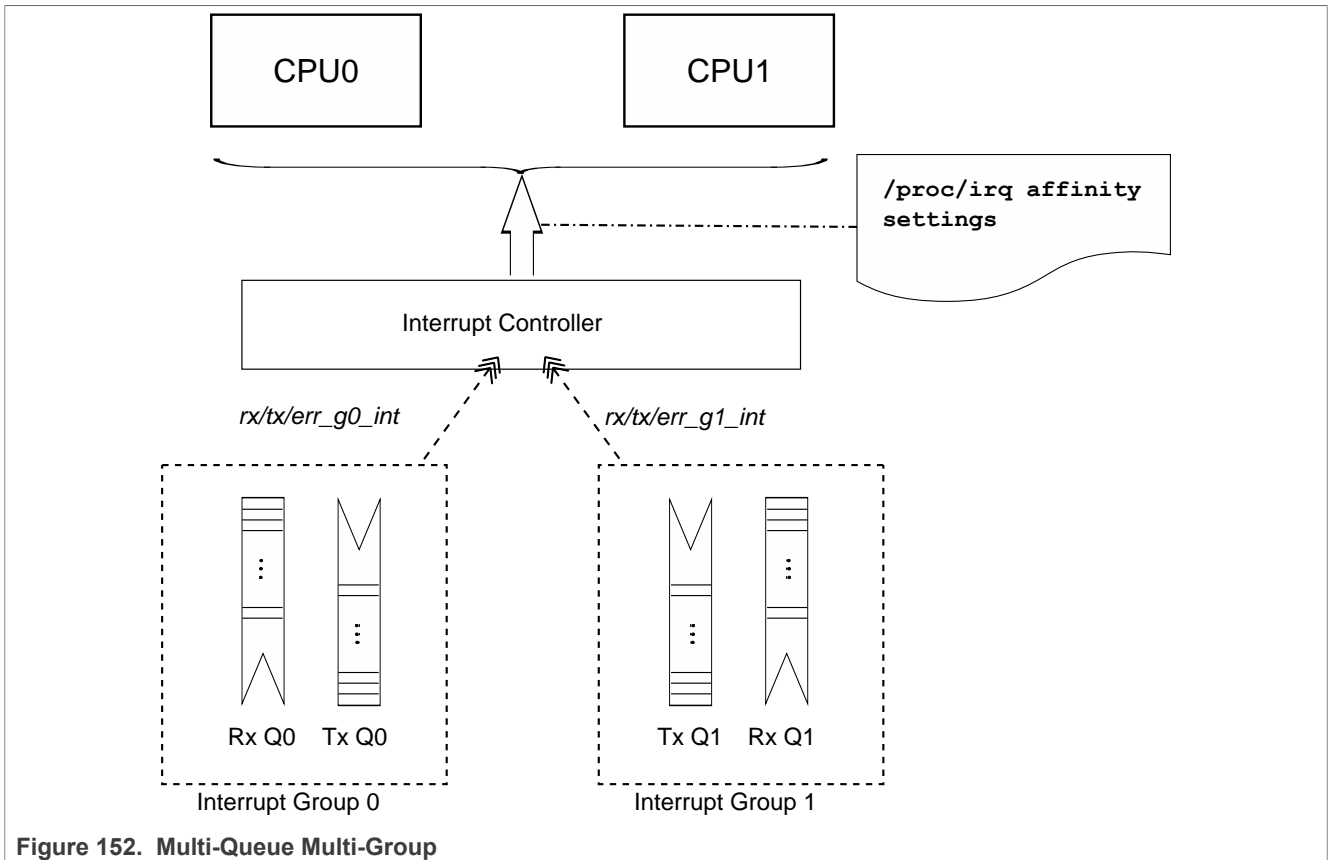 CPU0
CPU1
/proc/irq affinity
settings
Interrupt Controller
rx/tx/err_g0_int
rx/tx/err_g1_int
Rx Q0
Tx Q0
Tx Q1
Rx Q1
Interrupt Group 0
Interrupt Group 1
Figure 152. Multi-Queue Multi-Group